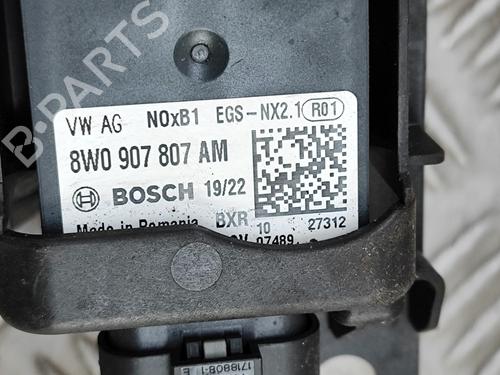 B-PARTS
VW AG NOxB1 EGS-NX2.1 R01
8W0 907 807 AM
BOSCH 19/22
Made in Romania BXR 10 27312
07489
1718808-1 E